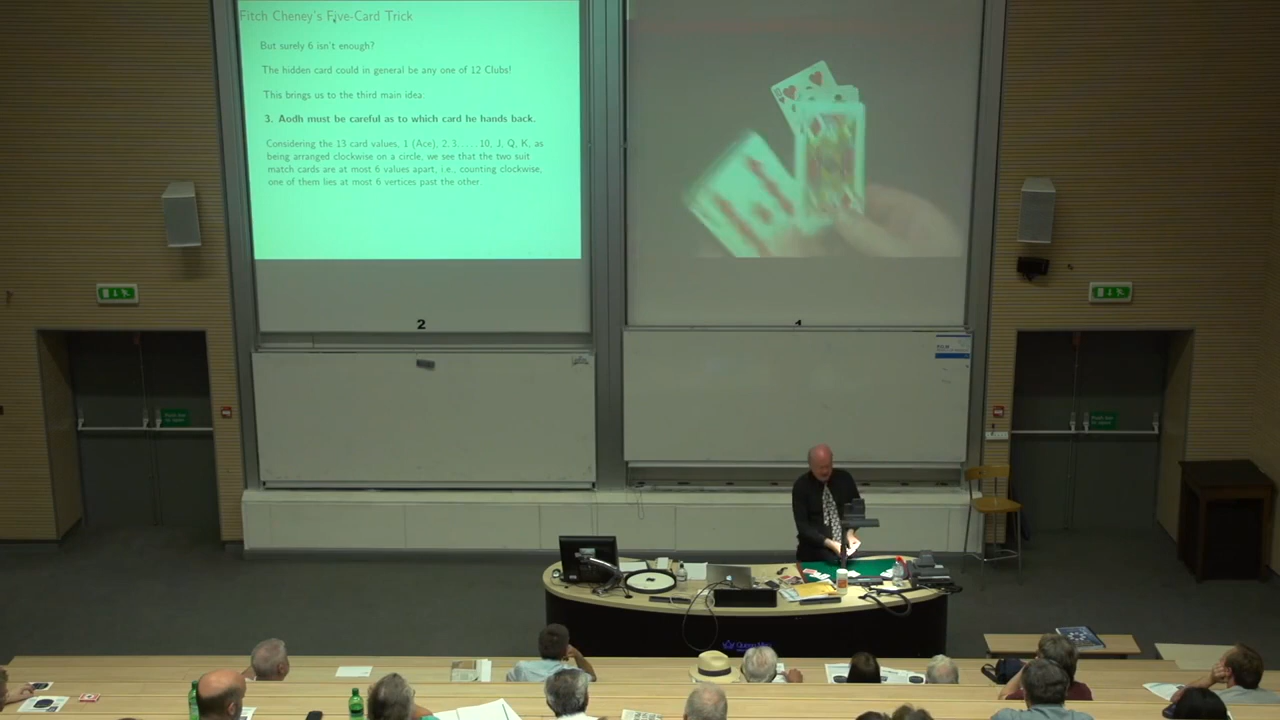 Fitch Cheney's Five-Card Trick
But surely 6 isn't enough?
The hidden card could in general be any one of 12 Clubs!
This brings us to the third main idea:
3. Aodh must be careful as to which card he hands back.
Considering the 13 card values, 1 (Ace), 2, 3, . . . . 10, J, Q, K, as
being arranged clockwise on a circle, we see that the two suit
match cards are at most 6 values apart, i.e., counting clockwise,
one of them lies at most 6 vertices past the other.
2
1